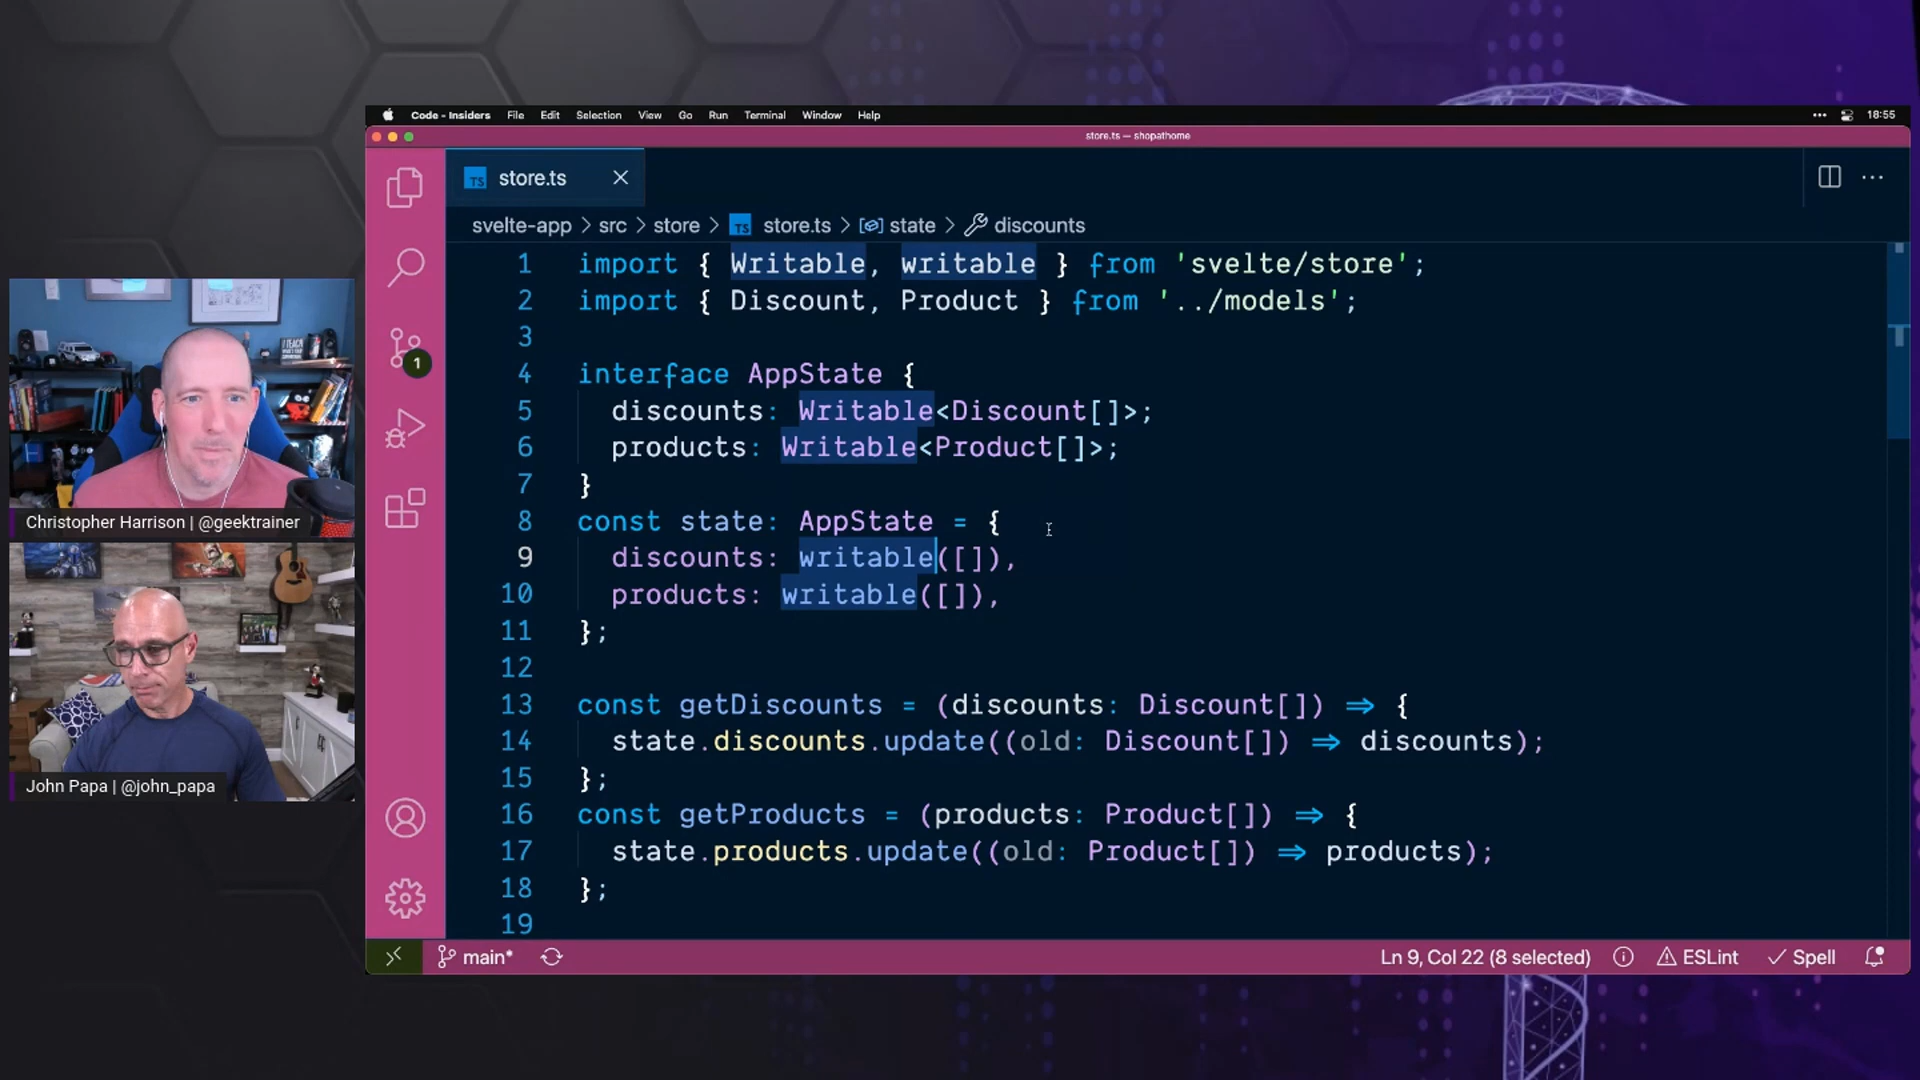 Code - Insiders File Edit Selection View Go Run Terminal Window Help 18:55
store.ts — shopathome
TS store.ts
svelte-app > src > store > TS store.ts > state > discounts
1 import { Writable, writable } from 'svelte/store';
2 import { Discount, Product } from '../models';
3
4 interface AppState {
5 discounts: Writable<Discount[]>;
6 products: Writable<Product[]>;
7 }
8 const state: AppState = {
9 discounts: writable([]),
10 products: writable([]),
11 };
12
13 const getDiscounts = (discounts: Discount[]) => {
14 state.discounts.update((old: Discount[]) => discounts);
15 };
16 const getProducts = (products: Product[]) => {
17 state.products.update((old: Product[]) => products);
18 };
19
1
main*
Ln 9, Col 22 (8 selected) ESLint Spell
I TEACH
Christopher Harrison | @geektrainer
John Papa | @john_papa